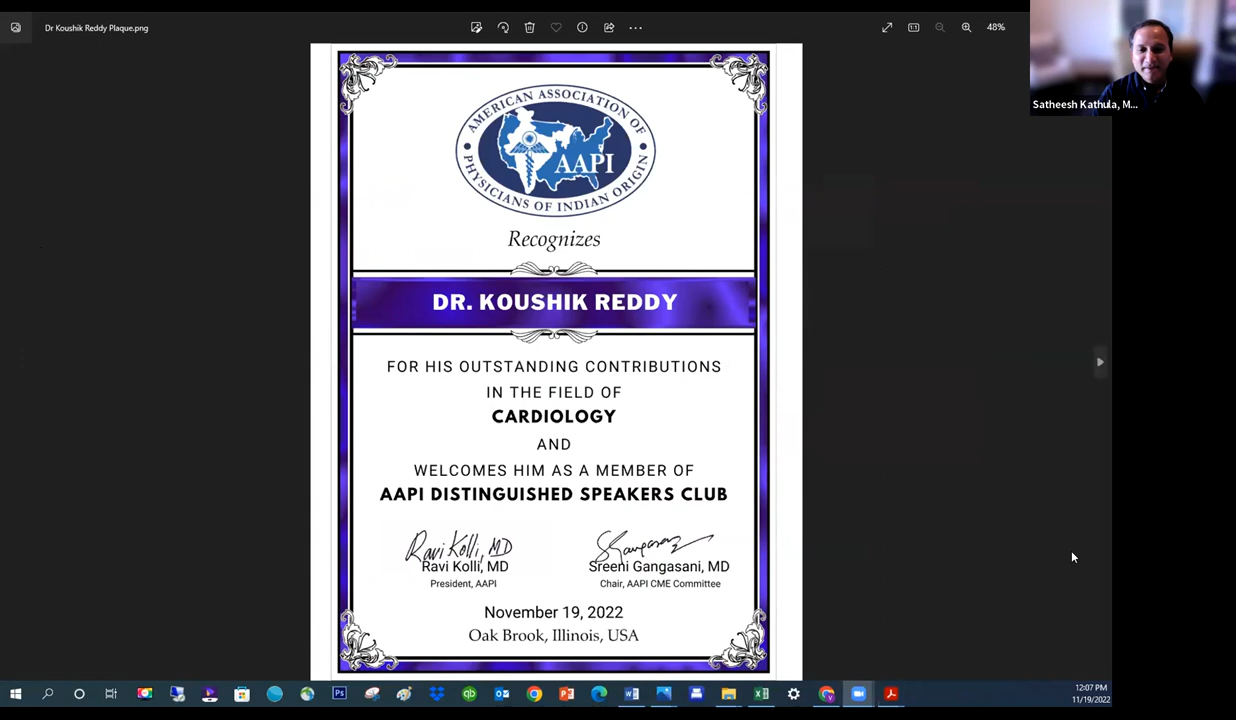 Dr Koushik Reddy Plaque.png
48%
Satheesh Kathula, M...
AMERICAN ASSOCIATION OF
AAPI
PHYSICIANS OF INDIAN ORIGIN
Recognizes
DR. KOUSHIK REDDY
FOR HIS OUTSTANDING CONTRIBUTIONS
IN THE FIELD OF
CARDIOLOGY
AND
WELCOMES HIM AS A MEMBER OF
AAPI DISTINGUISHED SPEAKERS CLUB
Ravi Kolli, MD
Ravi Kolli, MD
Sreeni Gangasani, MD
President, AAPI
Chair, AAPI CME Committee
November 19, 2022
Oak Brook, Illinois, USA
12:07 PM
11/19/2022